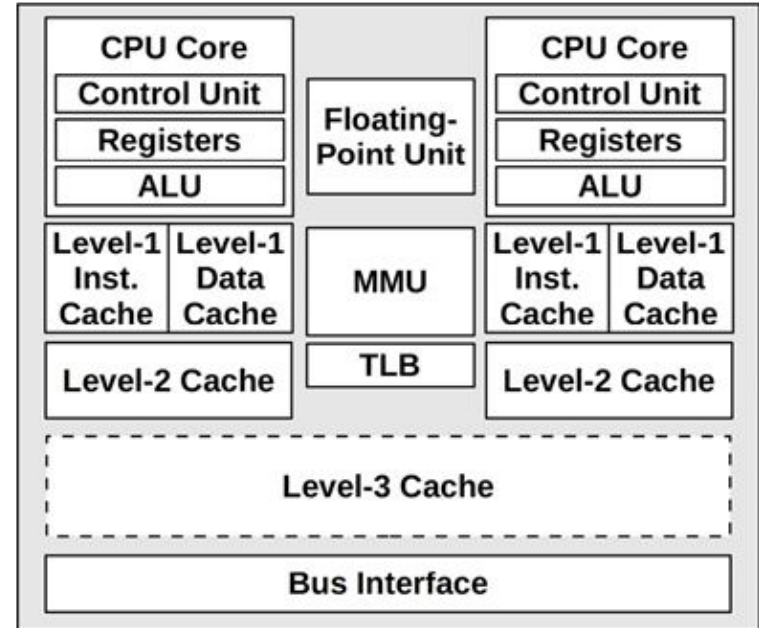 CPU Core
Control Unit
Registers
ALU
Level-1
Inst.
Cache
Level-1
Data
Cache
Level-2 Cache
Floating-
Point Unit
MMU
TLB
CPU Core
Control Unit
Registers
ALU
Level-1
Inst.
Cache
Level-1
Data
Cache
Level-2 Cache
Level-3 Cache
Bus Interface